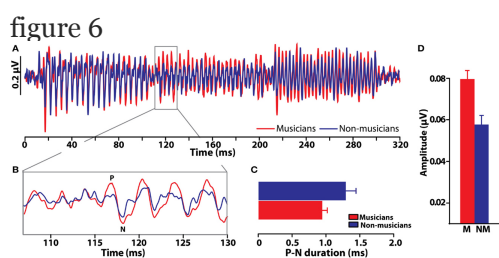 figure 6
A
0.2 μV
Musicians Non-musicians
0 40 80 120 160 200 240 280 320
Time (ms)
B
P
N
110 115 120 125 130
Time (ms)
C
Musicians
Non-musicians
0 0.5 1.0 1.5 2.0
P-N duration (ms)
D
Amplitude (μV)
0.08
0.06
0.04
0.02
M NM